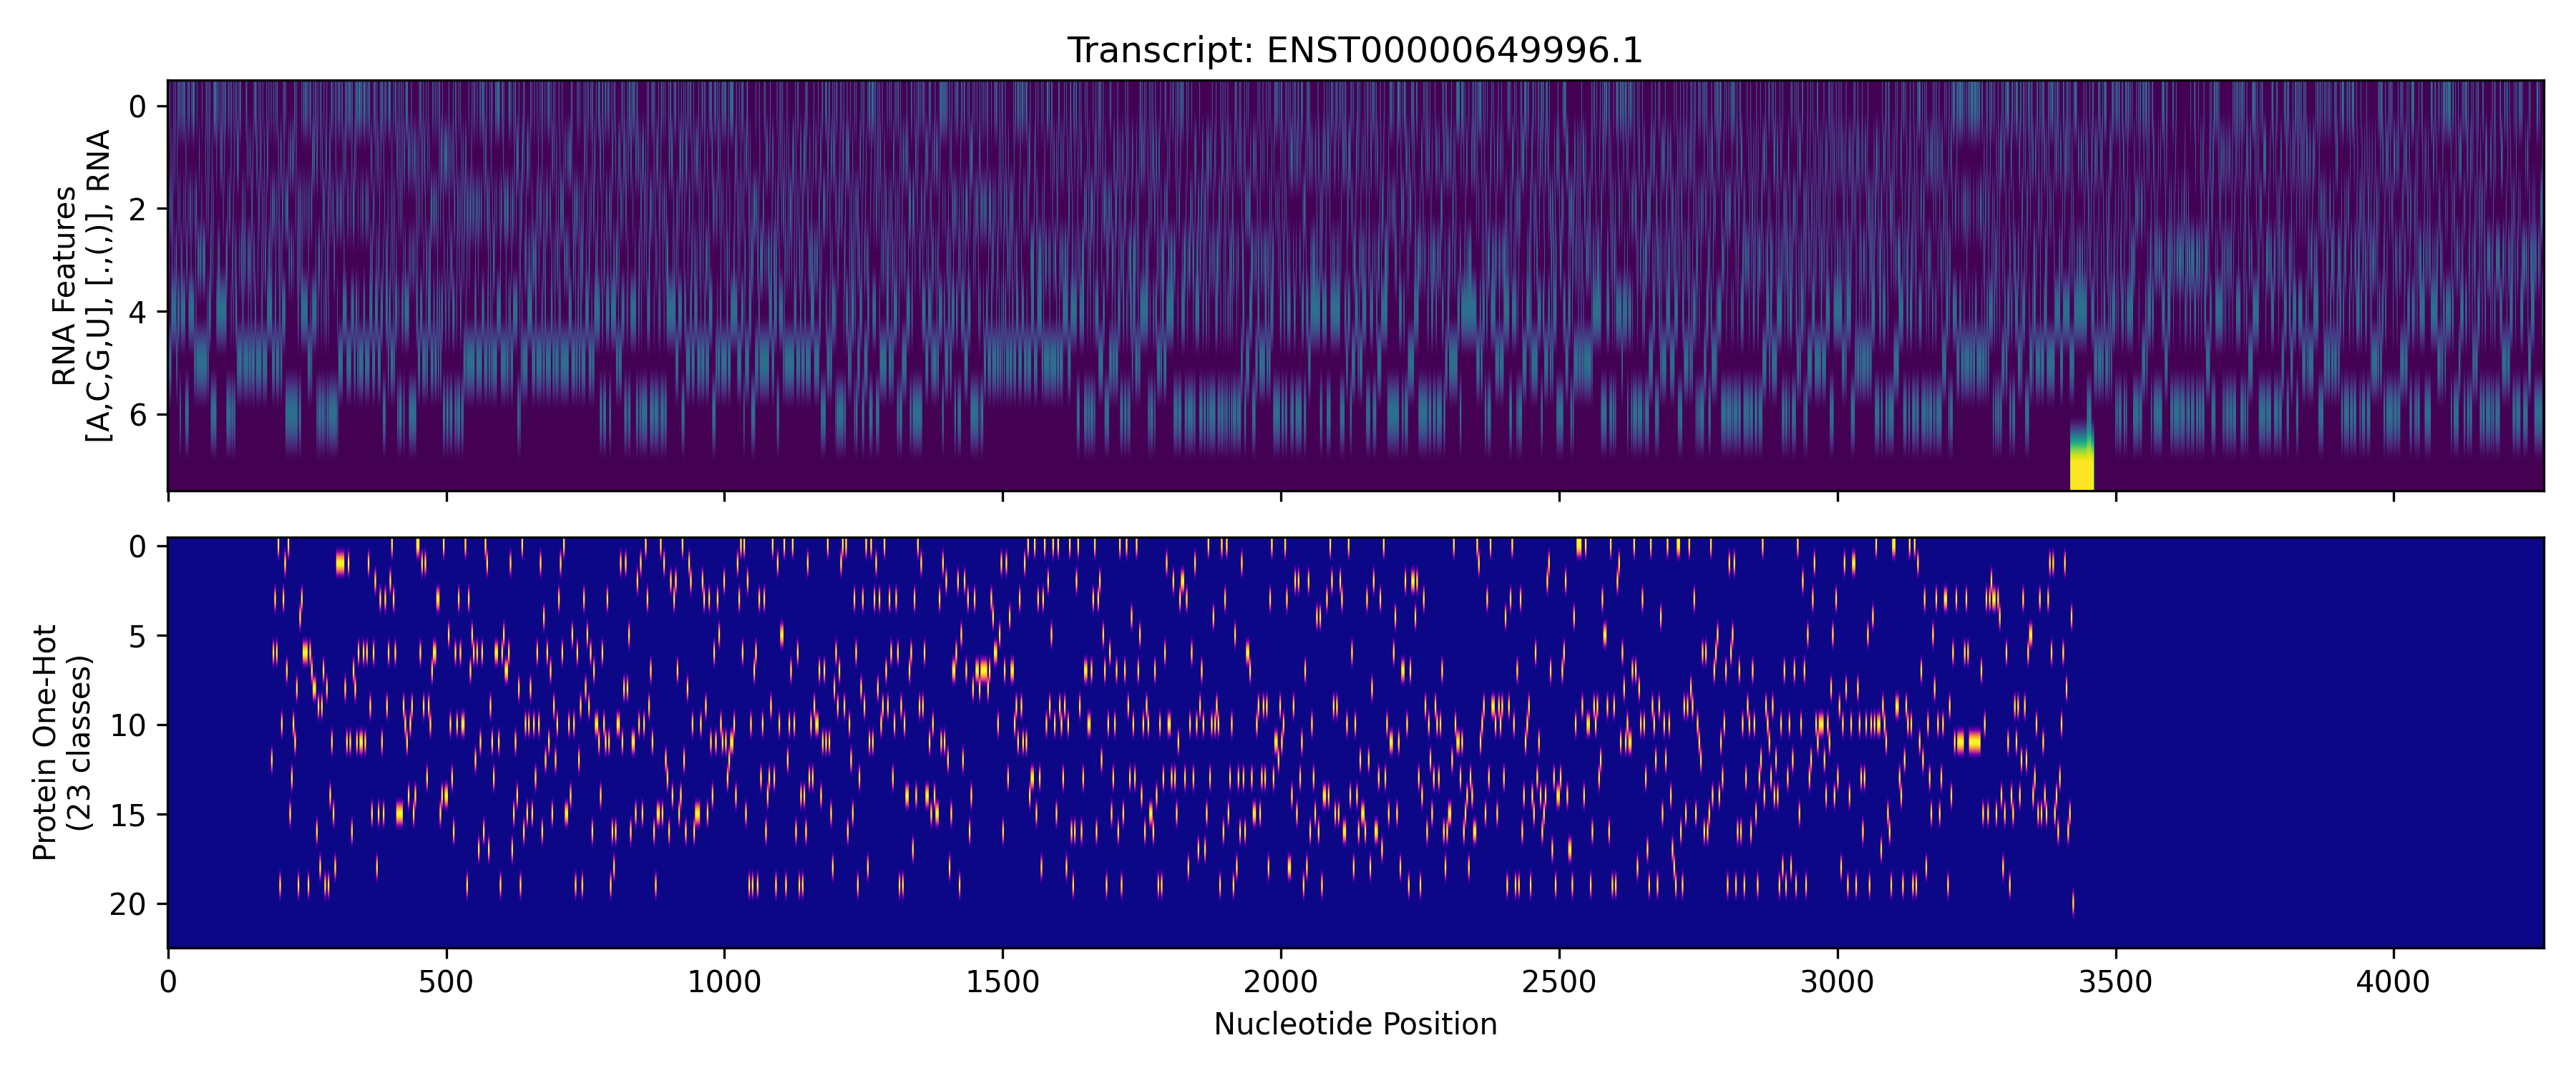 Transcript: ENST00000649996.1
RNA Features
[A,C,G,U], [.,(,)], RNA
0
2
4
6
Protein One-Hot
(23 classes)
0
5
10
15
20
0 500 1000 1500 2000 2500 3000 3500 4000
Nucleotide Position